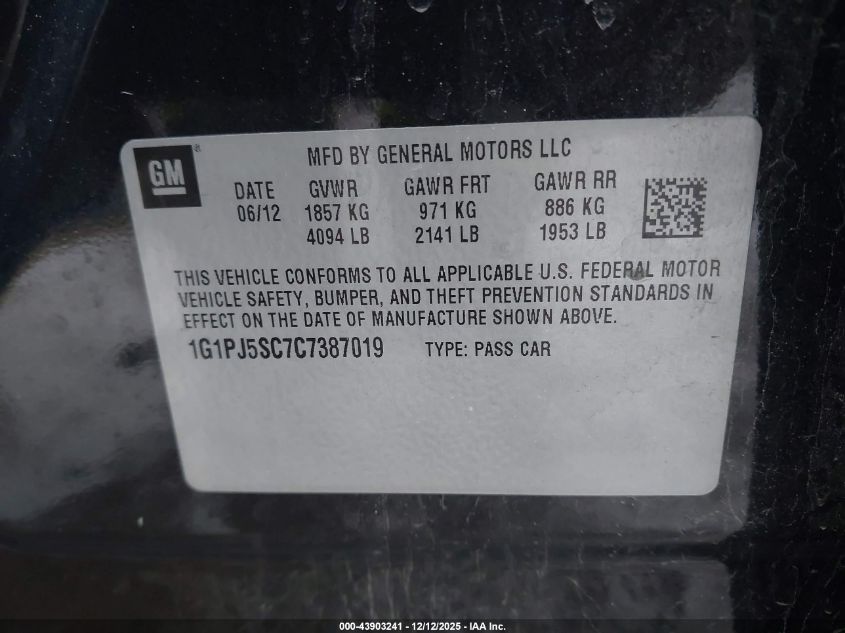 GM ®
MFD BY GENERAL MOTORS LLC
DATE GVWR GAWR FRT GAWR RR
06/12 1857 KG 971 KG 886 KG
4094 LB 2141 LB 1953 LB
THIS VEHICLE CONFORMS TO ALL APPLICABLE U.S. FEDERAL MOTOR
VEHICLE SAFETY, BUMPER, AND THEFT PREVENTION STANDARDS IN
EFFECT ON THE DATE OF MANUFACTURE SHOWN ABOVE.
1G1PJ5SC7C7387019 TYPE: PASS CAR
000-43903241 - 12/12/2025 - IAA Inc.